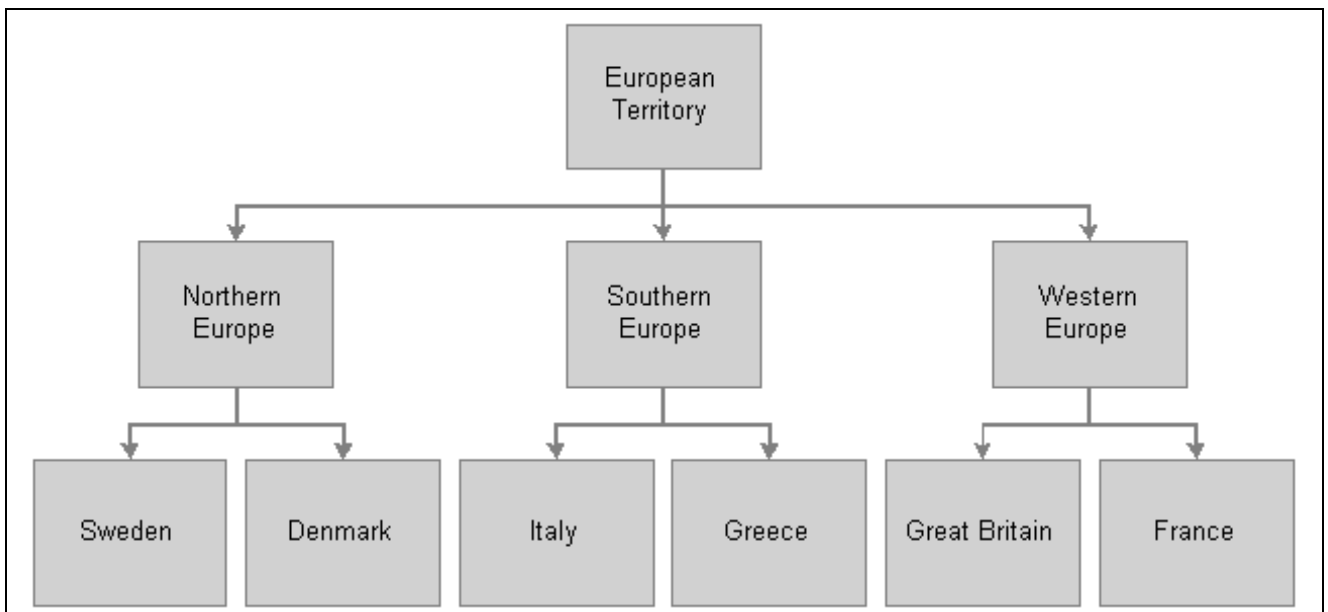 European
Territory
Northern
Europe
Southern
Europe
Western
Europe
Sweden
Denmark
Italy
Greece
Great Britain
France